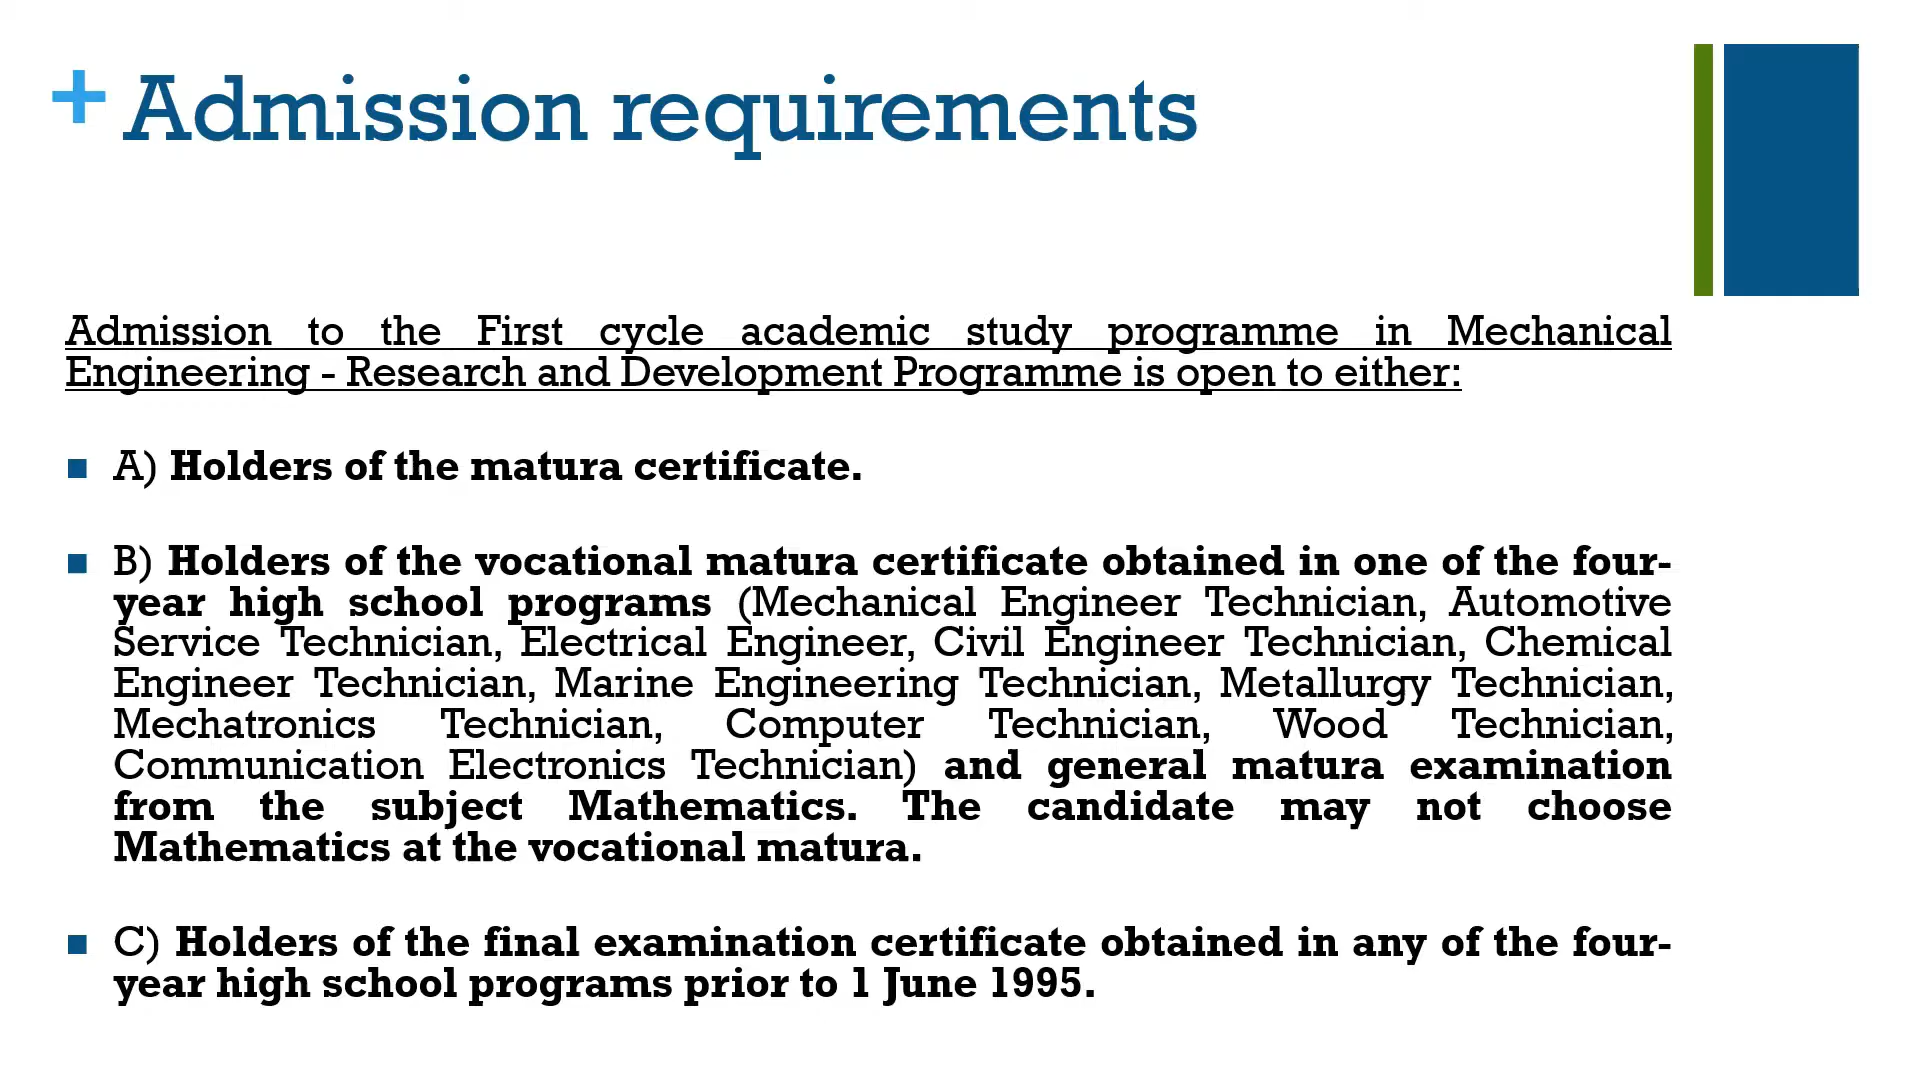 + Admission requirements
Admission to the First cycle academic study programme in Mechanical
Engineering - Research and Development Programme is open to either:
■ A) Holders of the matura certificate.
■ B) Holders of the vocational matura certificate obtained in one of the four-
year high school programs (Mechanical Engineer Technician, Automotive
Service Technician, Electrical Engineer, Civil Engineer Technician, Chemical
Engineer Technician, Marine Engineering Technician, Metallurgy Technician,
Mechatronics Technician, Computer Technician, Wood Technician,
Communication Electronics Technician) and general matura examination
from the subject Mathematics. The candidate may not choose
Mathematics at the vocational matura.
■ C) Holders of the final examination certificate obtained in any of the four-
year high school programs prior to 1 June 1995.